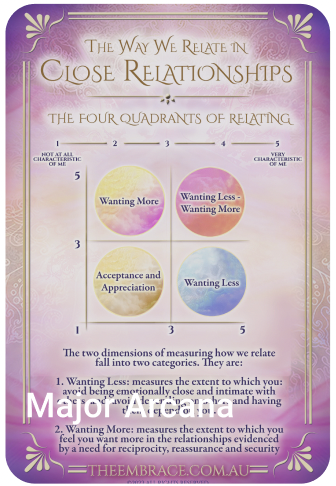 The Way We Relate in
Close Relationships
The Four Quadrants of Relating
1 2 3 4 5
NOT AT ALL
CHARACTERISTIC
OF ME
VERY
CHARACTERISTIC
OF ME
5
Wanting More
Wanting Less -
Wanting More
3
Acceptance and
Appreciation
Wanting Less
1 3 5
The two dimensions of measuring how we relate
fall into two categories. They are:
1. Wanting Less: measures the extent to which you:
avoid being emotionally close and intimate with
and having
Major Arcana
2. Wanting More: measures the extent to which you
feel you want more in the relationships evidenced
by a need for reciprocity, reassurance and security
THEEMBRACE.COM.AU